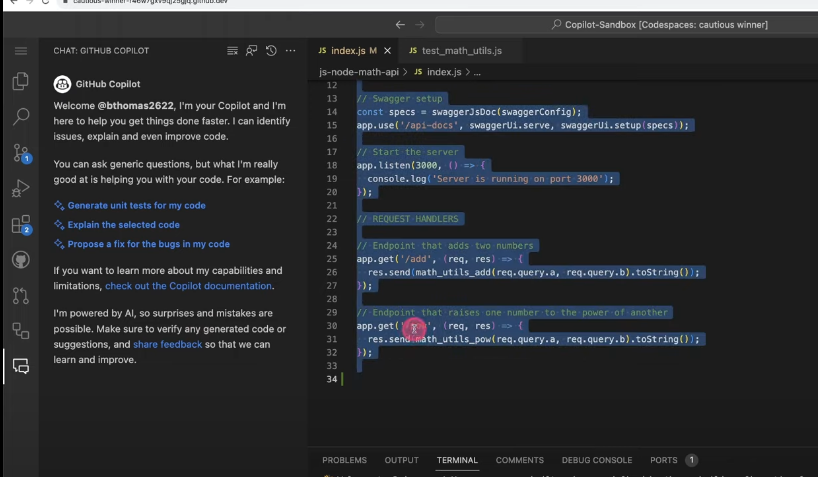 Copilot-Sandbox [Codespaces: cautious winner]
CHAT: GITHUB COPILOT
GitHub Copilot
Welcome @bthomas2622, I'm your Copilot and I'm
here to help you get things done faster. I can identify
issues, explain and even improve code.
You can ask generic questions, but what I'm really
good at is helping you with your code. For example:
Generate unit tests for my code
Explain the selected code
Propose a fix for the bugs in my code
If you want to learn more about my capabilities and
limitations, check out the Copilot documentation.
I'm powered by AI, so surprises and mistakes are
possible. Make sure to verify any generated code or
suggestions, and share feedback so that we can
learn and improve.
1
2
JS index.js M
JS test_math_utils.js
js-node-math-api > JS index.js > ...
12
13 // Swagger setup
14 const specs = swaggerJsDoc(swaggerConfig);
15 app.use('/api-docs', swaggerUi.serve, swaggerUi.setup(specs));
16
17 // Start the server
18 app.listen(3000, () => {
19 console.log('Server is running on port 3000');
20 });
21
22 // REQUEST HANDLERS
23
24 // Endpoint that adds two numbers
25 app.get('/add', (req, res) => {
26 res.send(math_utils_add(req.query.a, req.query.b).toString());
27 });
28
29 // Endpoint that raises one number to the power of another
30 app.get( ', (req, res) => {
31 res.send math_utils_pow(req.query.a, req.query.b).toString());
32 });
33
34
PROBLEMS OUTPUT TERMINAL COMMENTS DEBUG CONSOLE PORTS 1